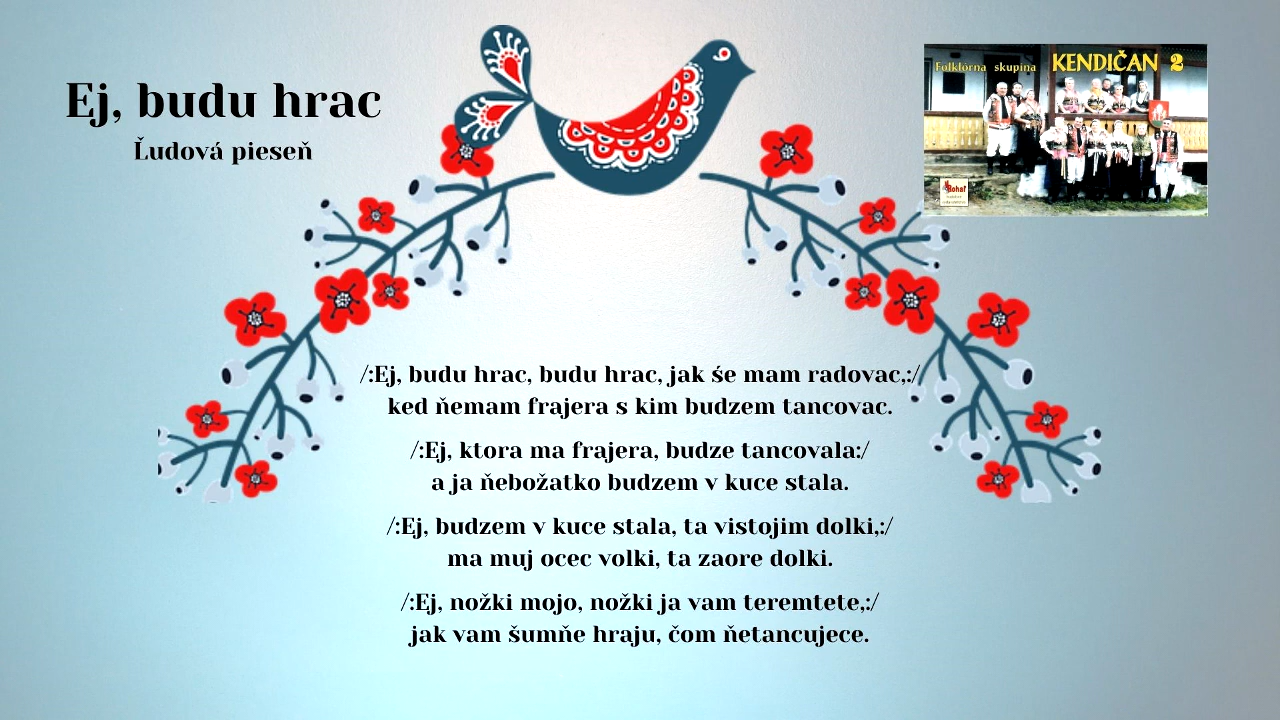 Ej, budu hrac
Ľudová pieseň
Folklórna skupina KENDIČAN 2
Bohať
/:Ej, budu hrac, budu hrac, jak śe mam radovac,:/
ked ňemam frajera s kim budzem tancovac.
/:Ej, ktora ma frajera, budze tancovala:/
a ja ňebožatko budzem v kuce stala.
/:Ej, budzem v kuce stala, ta vistojim dolki,:/
ma muj ocec volki, ta zaore dolki.
/:Ej, nožki mojo, nožki ja vam teremtete,:/
jak vam šumňe hraju, čom ňetancujece.